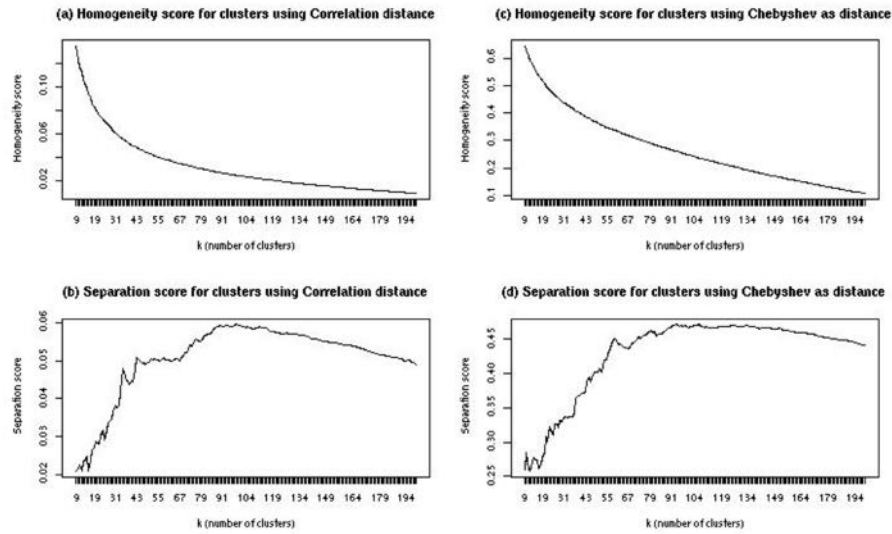 (a) Homogeneity score for clusters using Correlation distance
Homogeneity score
0.10
0.06
0.02
9 19 31 43 55 67 79 91 104 119 134 149 164 179 194
k (number of clusters)
(c) Homogeneity score for clusters using Chebyshev as distance
Homogeneity score
0.6
0.5
0.4
0.3
0.2
0.1
9 19 31 43 55 67 79 91 104 119 134 149 164 179 194
k (number of clusters)
(b) Separation score for clusters using Correlation distance
Separation score
0.06
0.05
0.04
0.03
0.02
9 19 31 43 55 67 79 91 104 119 134 149 164 179 194
k (number of clusters)
(d) Separation score for clusters using Chebyshev as distance
Separation score
0.45
0.40
0.35
0.30
0.25
9 19 31 43 55 67 79 91 104 119 134 149 164 179 194
k (number of clusters)